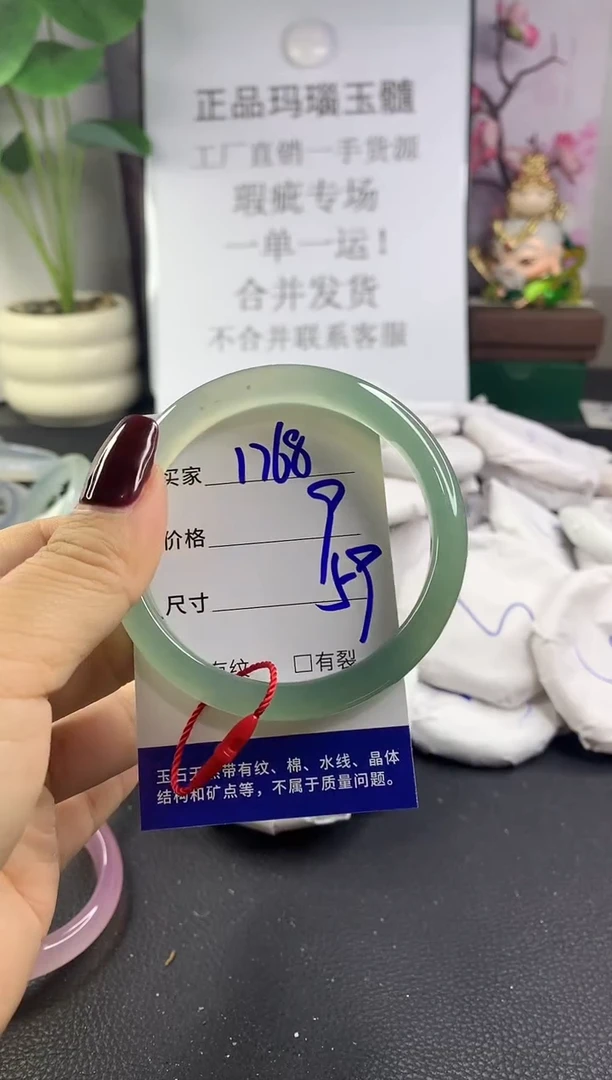 正品玛瑙玉髓
工厂直销一手货源
瑕疵专场
一单一运!
合并发货
不合并联系客服
买家 1768
价格 9
尺寸 59
有纹 □有裂
玉石天然带有纹、棉、水线、晶体
结构和矿点等，不属于质量问题。